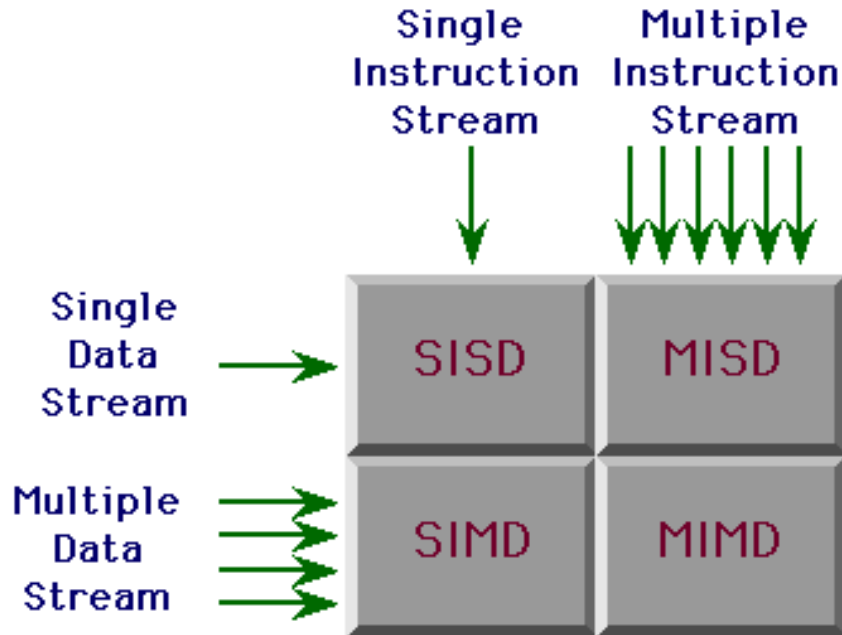 Single
Instruction
Stream
Multiple
Instruction
Stream
Single
Data
Stream
SISD
MISD
Multiple
Data
Stream
SIMD
MIMD